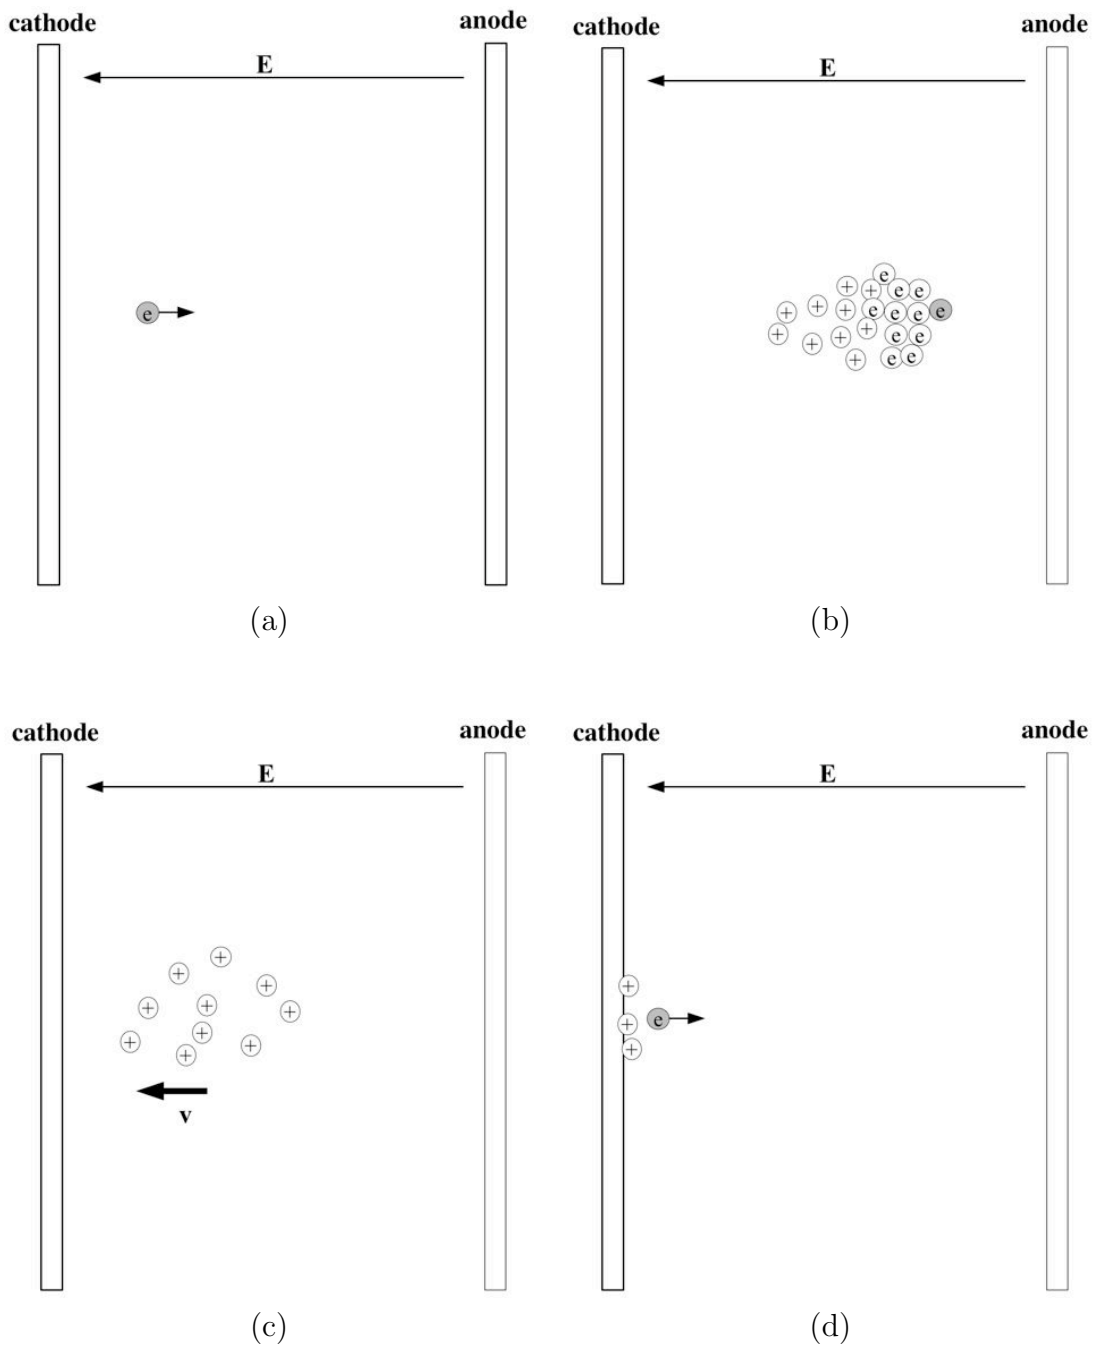 cathode
anode
cathode
anode
E
E
e
+ + + + + + + + + + +
e e e e e e e e e e e e
(a)
(b)
cathode
anode
cathode
anode
E
E
+ + + + + + + + + +
v
+ + +
e
(c)
(d)